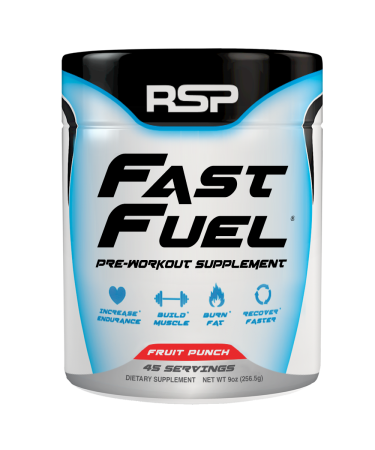 RSP
FAST
FUEL®
PRE-WORKOUT SUPPLEMENT
INCREASE* BUILD* BURN* RECOVER*
ENDURANCE MUSCLE FAT FASTER
FRUIT PUNCH
45 SERVINGS
DIETARY SUPPLEMENT NET WT 9oz (256.5g)